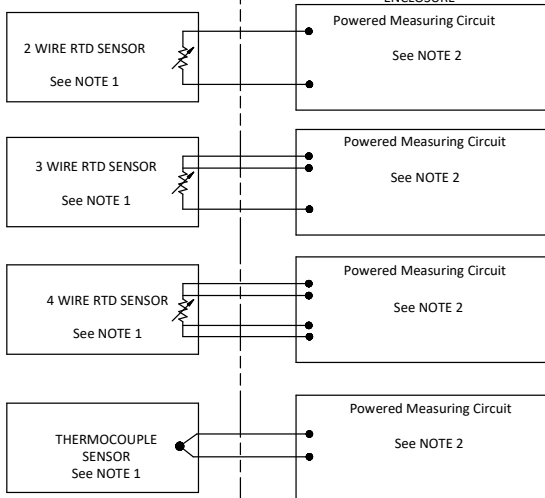 ENCLOSURE
2 WIRE RTD SENSOR
See NOTE 1
Powered Measuring Circuit
See NOTE 2
3 WIRE RTD SENSOR
See NOTE 1
Powered Measuring Circuit
See NOTE 2
4 WIRE RTD SENSOR
See NOTE 1
Powered Measuring Circuit
See NOTE 2
THERMOCOUPLE
SENSOR
See NOTE 1
Powered Measuring Circuit
See NOTE 2